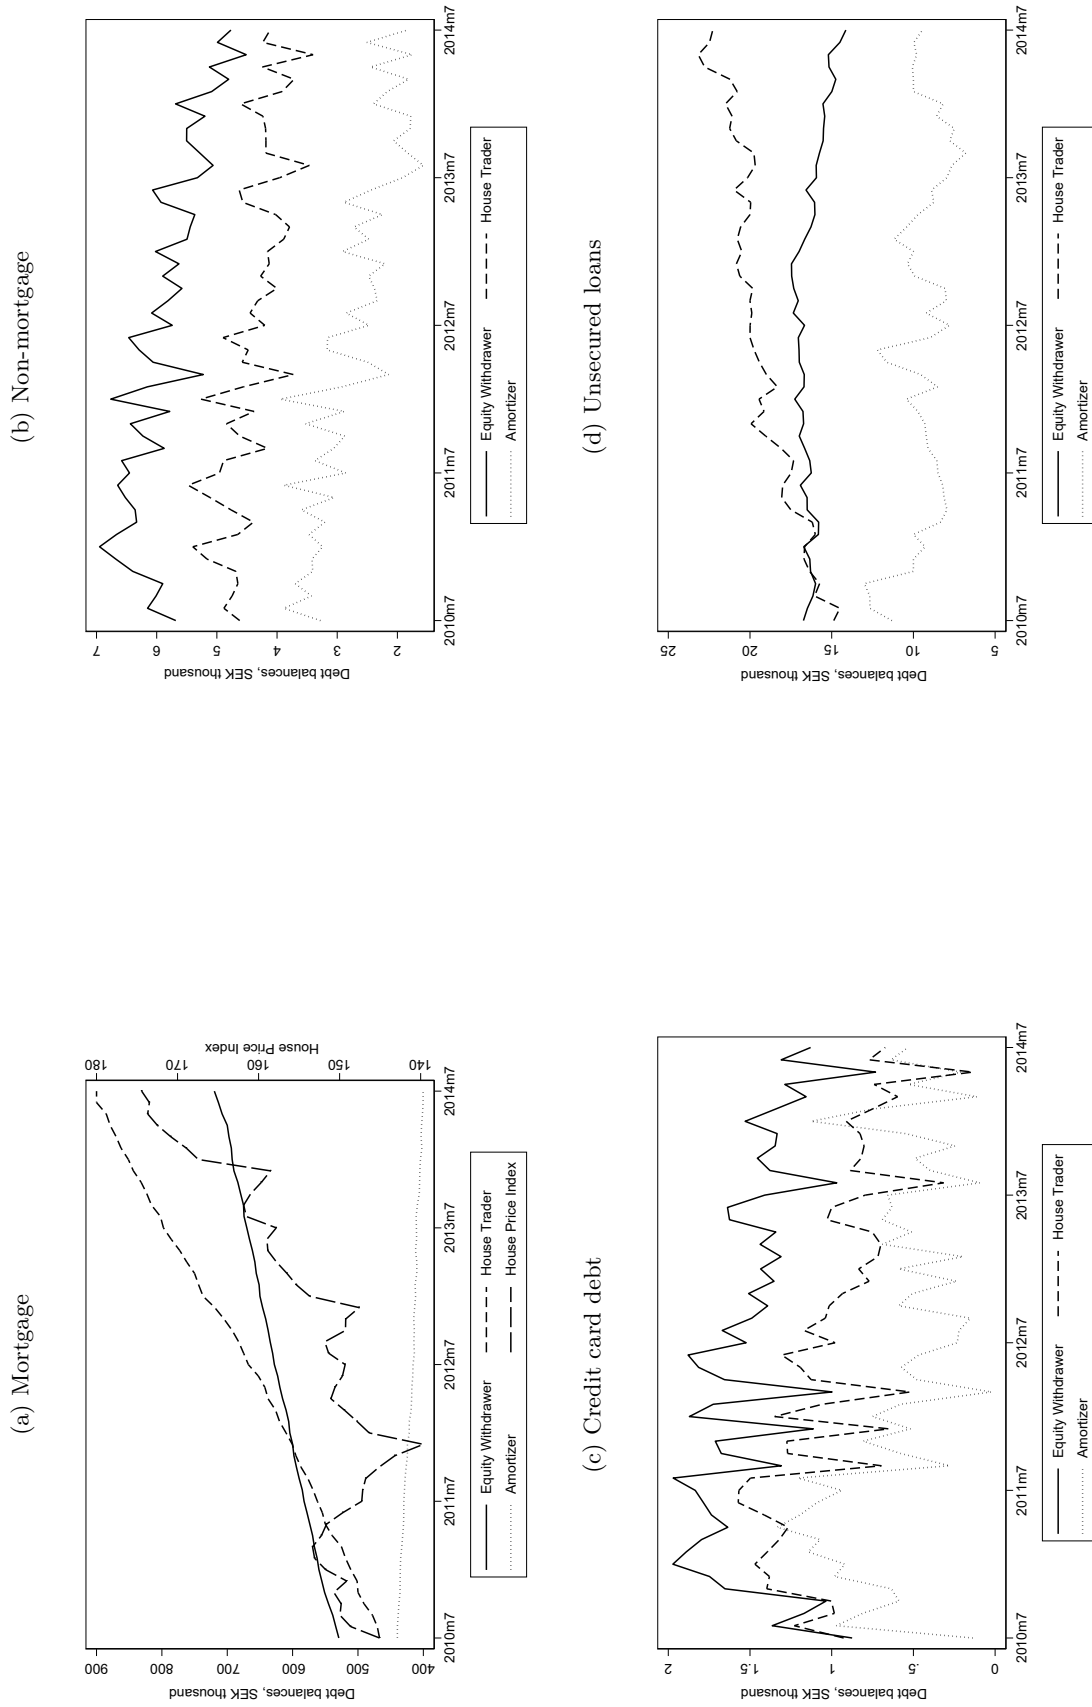 (a) Mortgage
900
800
700
600
500
400
Debt balances, SEK thousand
180
170
160
150
140
House Price Index
2010m7
2011m7
2012m7
2013m7
2014m7
Equity Withdrawer
House Trader
Amortizer
House Price Index
(b) Non-mortgage
7
6
5
4
3
2
Debt balances, SEK thousand
2010m7
2011m7
2012m7
2013m7
2014m7
Equity Withdrawer
House Trader
Amortizer
(c) Credit card debt
2
1.5
1
.5
0
Debt balances, SEK thousand
2010m7
2011m7
2012m7
2013m7
2014m7
Equity Withdrawer
House Trader
Amortizer
(d) Unsecured loans
25
20
15
10
5
Debt balances, SEK thousand
2010m7
2011m7
2012m7
2013m7
2014m7
Equity Withdrawer
House Trader
Amortizer